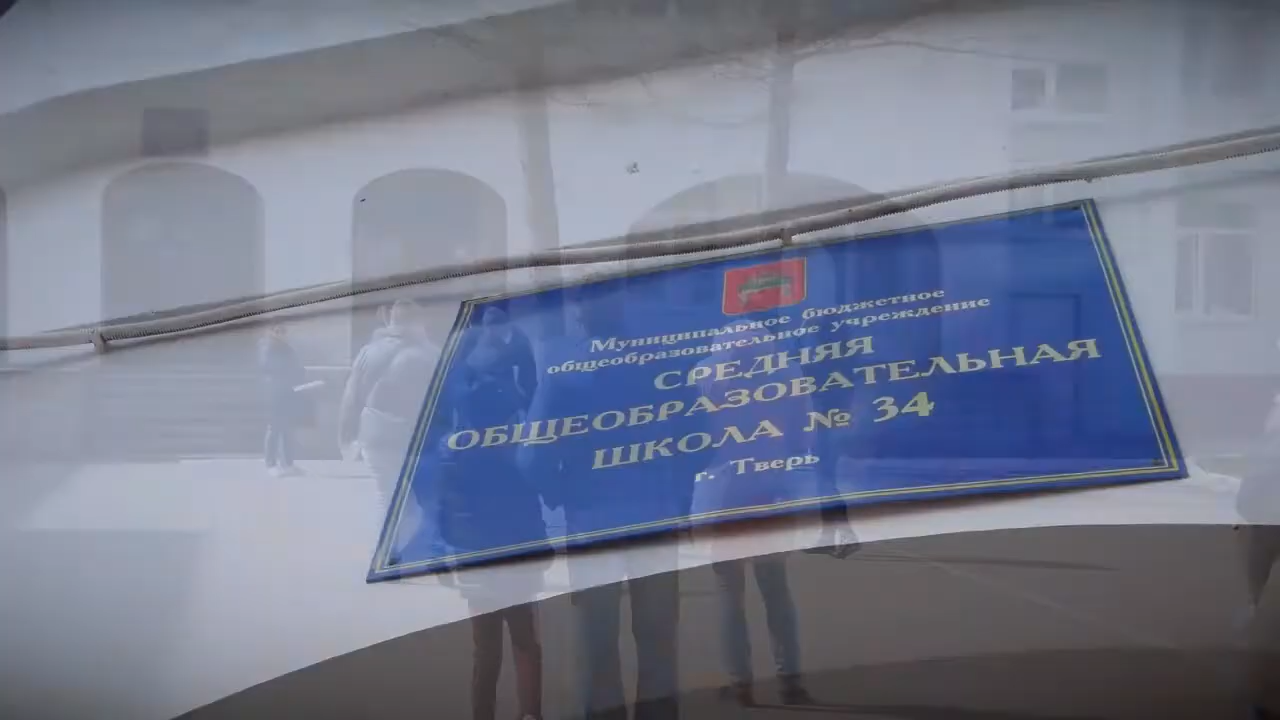 Муниципальное бюджетное
общеобразовательное учреждение
СРЕДНЯЯ
ОБЩЕОБРАЗОВАТЕЛЬНАЯ
ШКОЛА № 34
г. Тверь